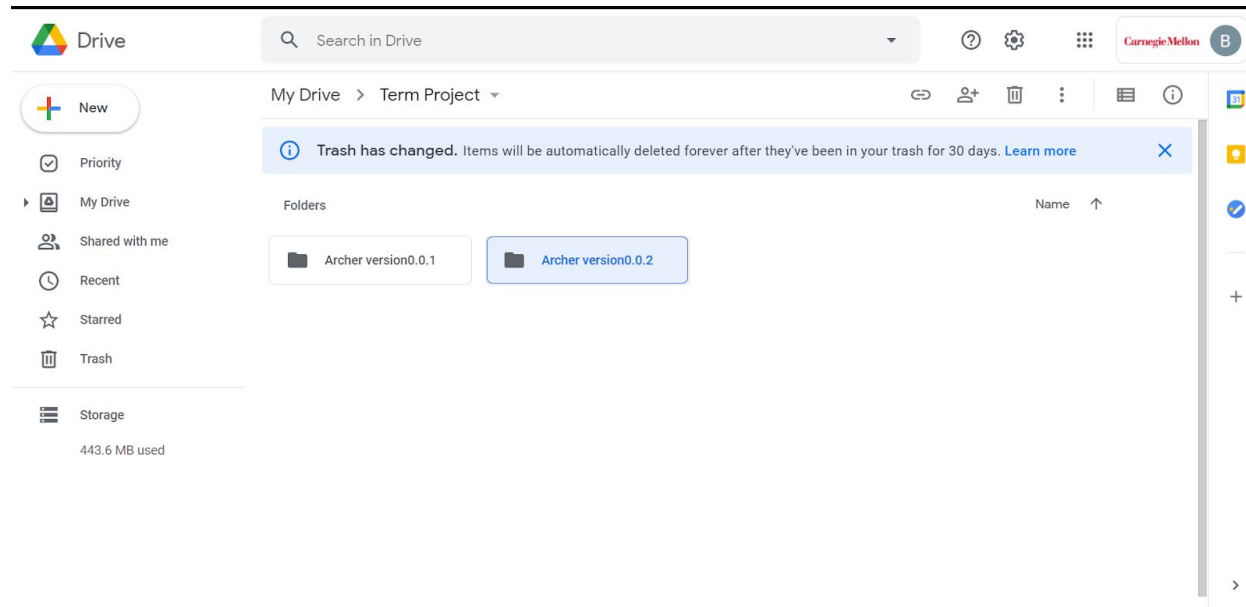 Drive
Search in Drive
Carnegie Mellon
B
New
My Drive > Term Project
31
Trash has changed. Items will be automatically deleted forever after they've been in your trash for 30 days. Learn more
Priority
My Drive
Shared with me
Recent
Starred
Trash
Storage
443.6 MB used
Folders
Name
Archer version0.0.1
Archer version0.0.2